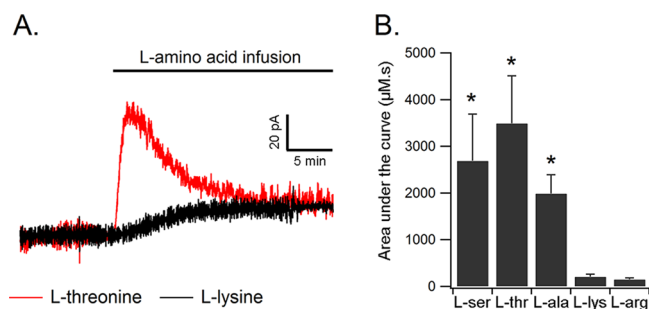 A.
L-amino acid infusion
20 pA
5 min
L-threonine
L-lysine
B.
Area under the curve (µM.s)
5000
4000
3000
2000
1000
0
*
*
*
L-ser L-thr L-ala L-lys L-arg